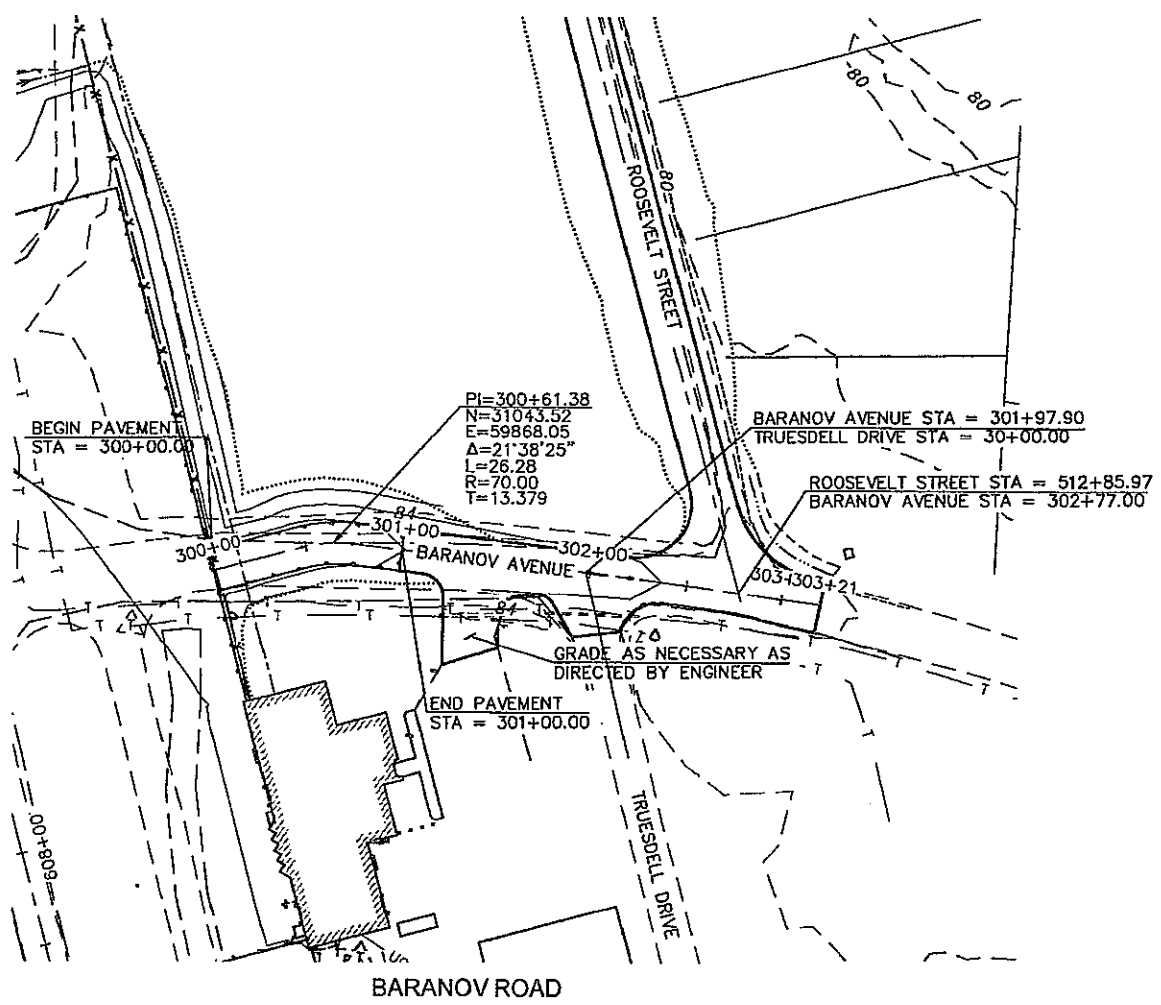 80
80
ROOSEVELT STREET
80
PI=300+61.38
N=31043.52
E=59868.05
Δ=21°38'25"
L=26.28
R=70.00
T=13.379
BEGIN PAVEMENT
STA = 300+00.00
BARANOV AVENUE STA = 301+97.90
TRUESDELL DRIVE STA = 30+00.00
ROOSEVELT STREET STA = 512+85.97
BARANOV AVENUE STA = 302+77.00
84
300+00
301+00
302+00
BARANOV AVENUE
303+
303+21
84
GRADE AS NECESSARY AS
DIRECTED BY ENGINEER
END PAVEMENT
STA = 301+00.00
TRUESDELL DRIVE
608+00
BARANOV ROAD